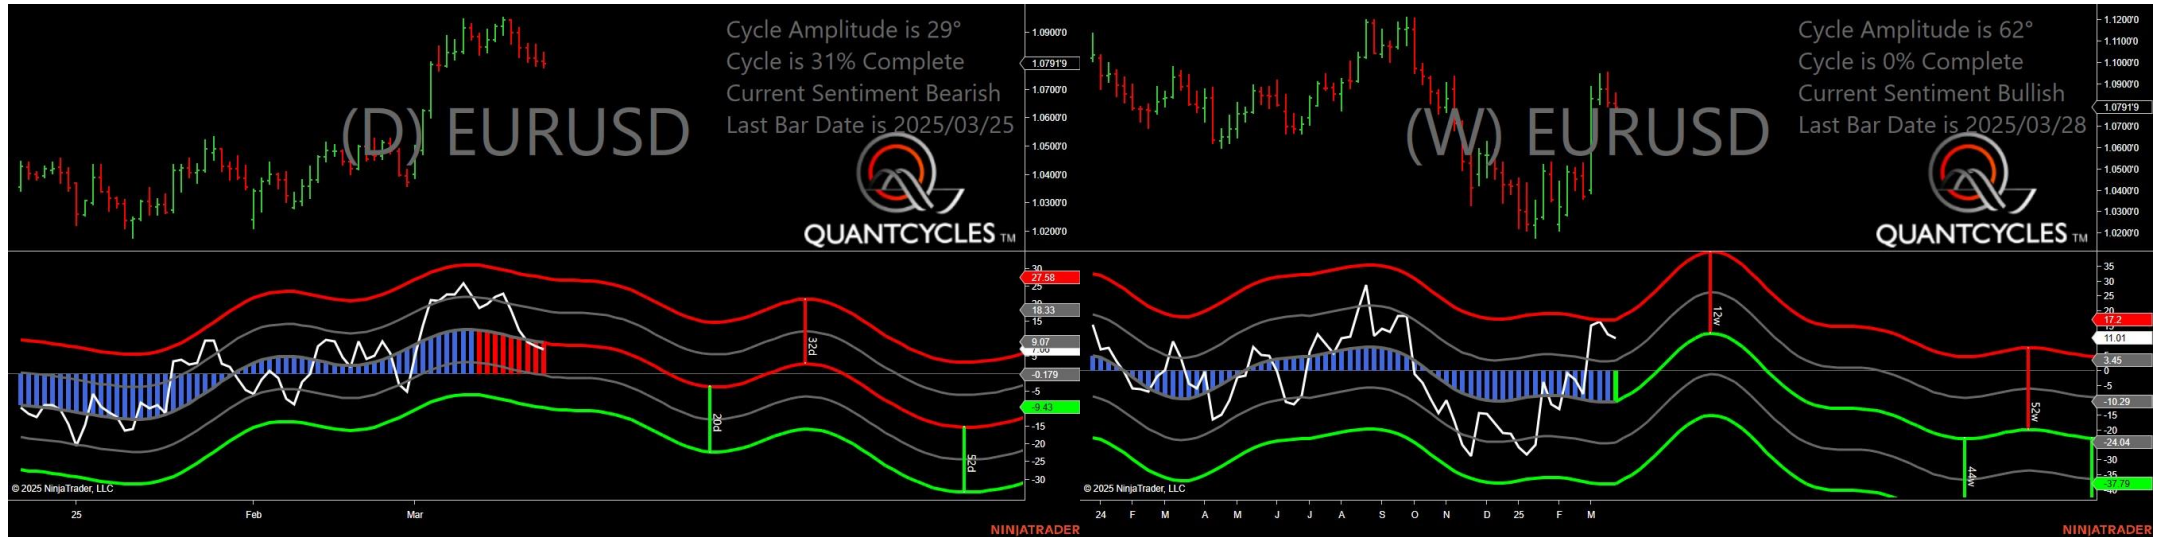 Cycle Amplitude is 29°
Cycle is 31% Complete
Current Sentiment Bearish
Last Bar Date is 2025/03/25
(D) EURUSD
QUANTCYCLES TM
1.0900'0
1.0791'9
1.0700'0
1.0600'0
1.0500'0
1.0400'0
1.0300'0
1.0200'0
30
27.58
25
18.33
15
9.07
-0.179
-5
-9.43
-15
-20
-25
-30
32d
20d
52d
© 2025 NinjaTrader, LLC
25
Feb
Mar
NINJATRADER
Cycle Amplitude is 62°
Cycle is 0% Complete
Current Sentiment Bullish
Last Bar Date is 2025/03/28
(W) EURUSD
QUANTCYCLES TM
1.1200'0
1.1100'0
1.1000'0
1.0900'0
1.0791'9
1.0700'0
1.0600'0
1.0500'0
1.0400'0
1.0300'0
1.0200'0
35
30
25
20
17.2
11.01
3.45
0
-5
-10.29
-15
-20
-24.04
-30
-35
-37.79
12w
52w
44w
© 2025 NinjaTrader, LLC
24 F M A M J J A S O N D 25 F M
NINJATRADER